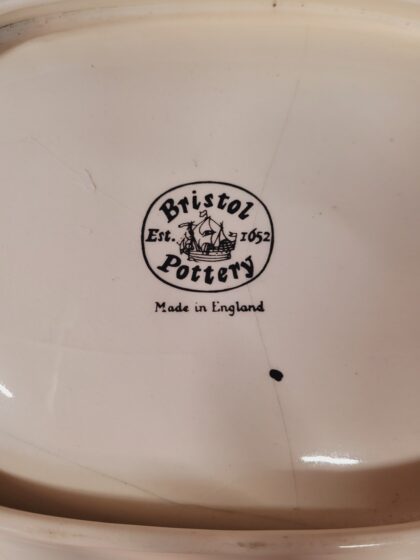 Bristol
Est. 1652
Pottery
Made in England